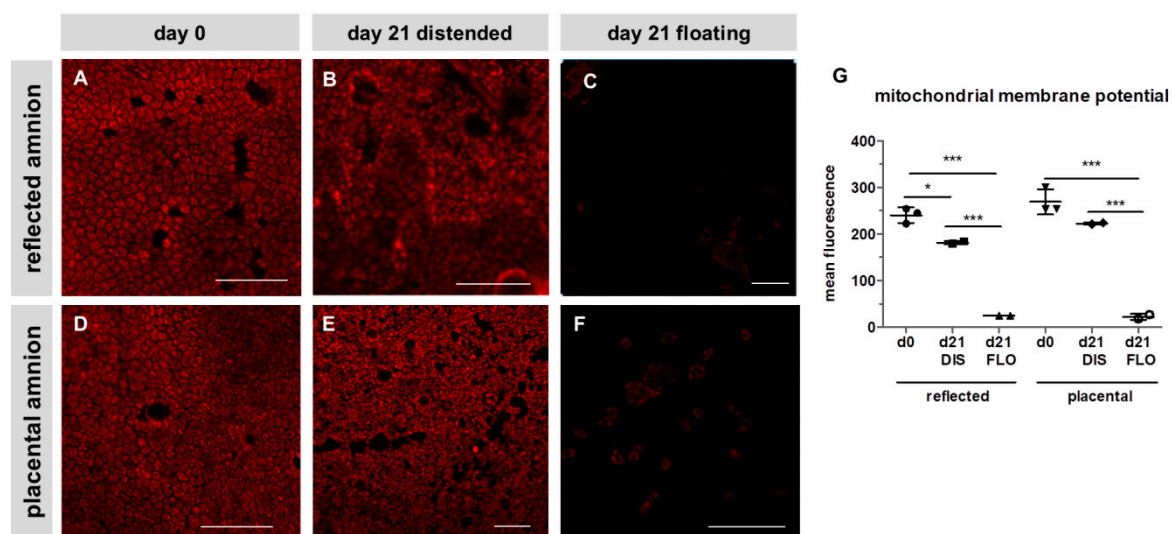 day 0
day 21 distended
day 21 floating
reflected amnion
A
B
C
placental amnion
D
E
F
G
mitochondrial membrane potential
mean fluorescence
400
300
200
100
0
***
*
***
***
***
d0
d21 DIS
d21 FLO
d0
d21 DIS
d21 FLO
reflected
placental